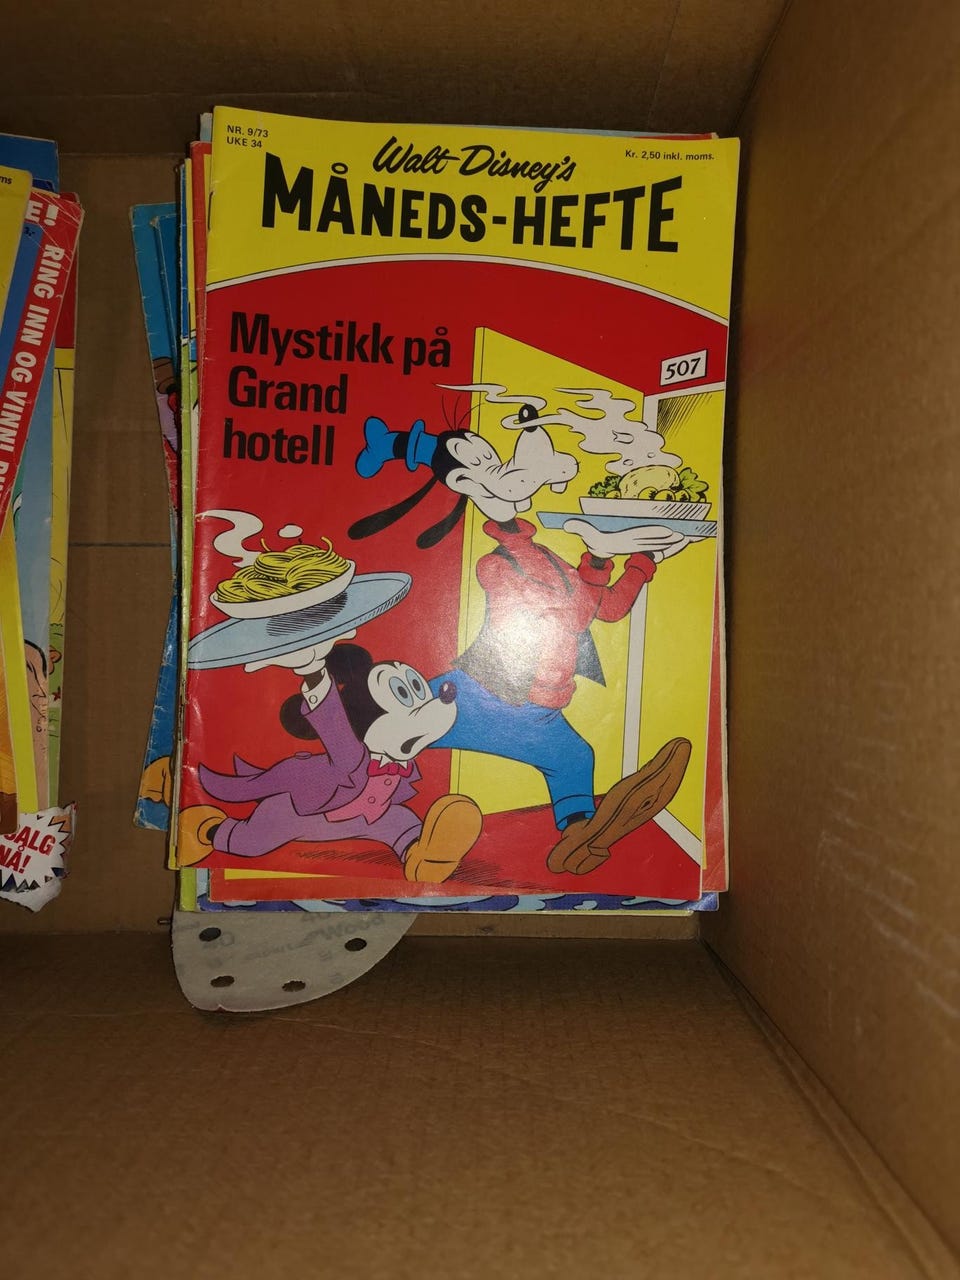 NR. 9/73
UKE 34
Walt Disney's
Kr. 2,50 inkl. moms.
MÅNEDS-HEFTE
Mystikk på
Grand
hotell
507
ms
E!
RING INN OG VINN!
SALG
NÅ!